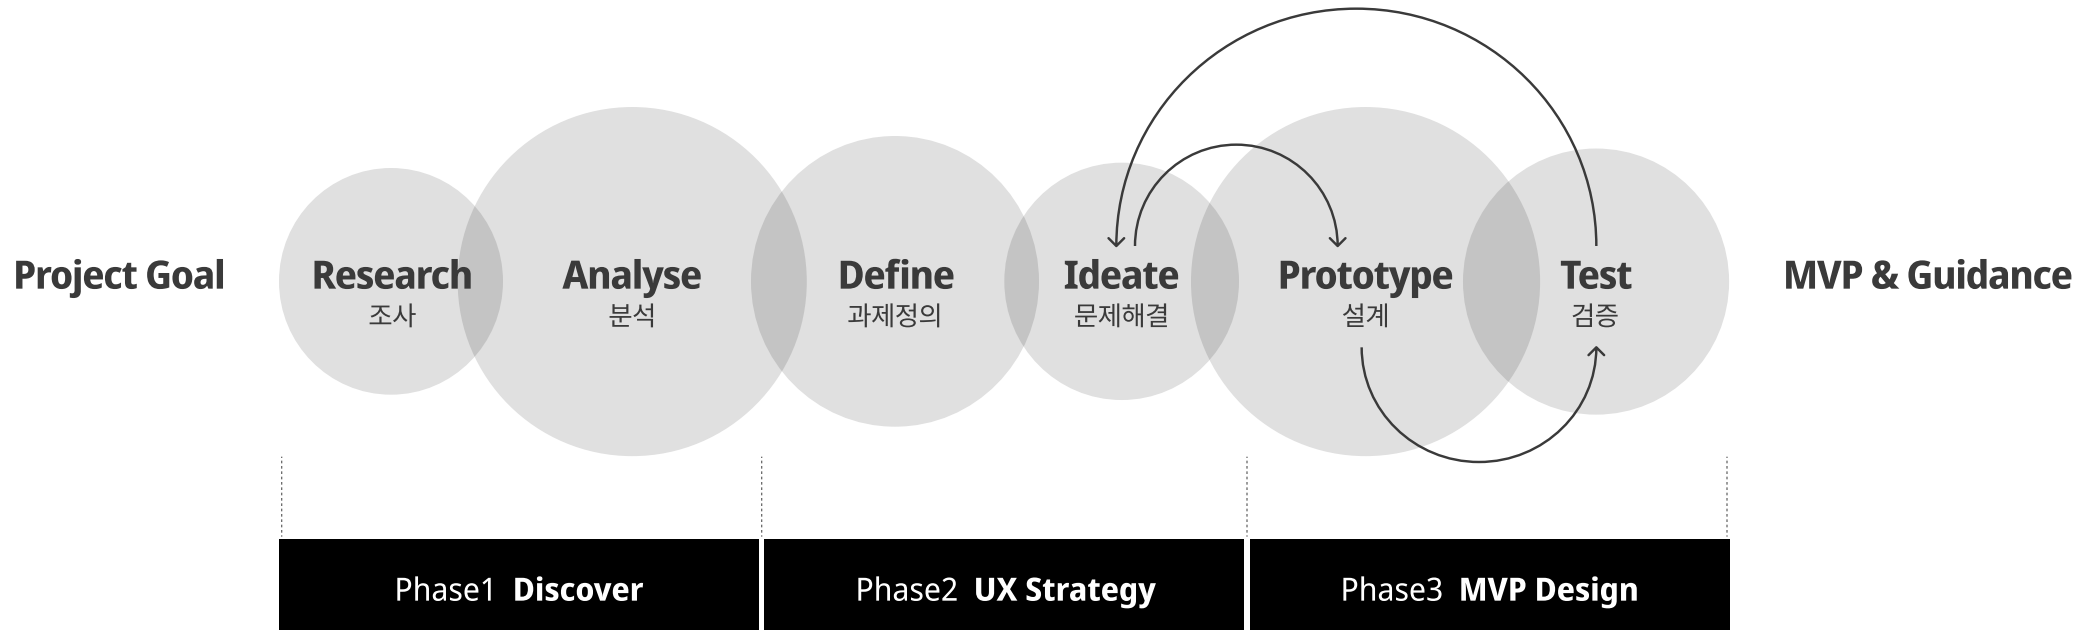 Project Goal
Research
조사
Analyse
분석
Define
과제정의
Ideate
문제해결
Prototype
설계
Test
검증
MVP & Guidance
Phase1 Discover
Phase2 UX Strategy
Phase3 MVP Design